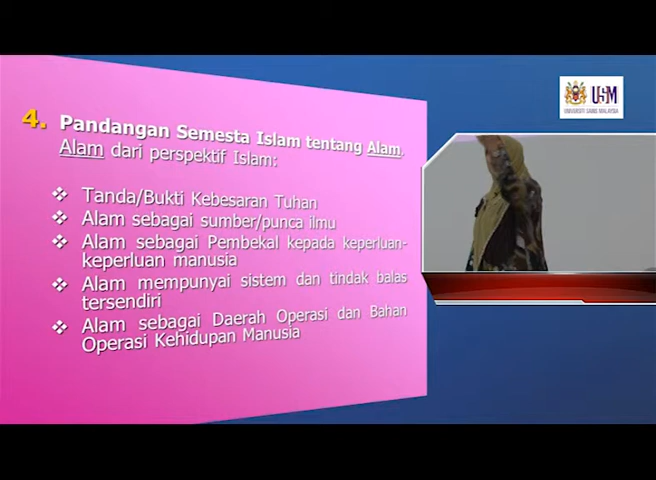 4. Pandangan Semesta Islam tentang Alam.
Alam dari perspektif Islam:
❖ Tanda/Bukti Kebesaran Tuhan
❖ Alam sebagai sumber/punca ilmu
❖ Alam sebagai Pembekal kepada keperluan-
keperluan manusia
❖ Alam mempunyai sistem dan tindak balas
tersendiri
❖ Alam sebagai Daerah Operasi dan Bahan
Operasi Kehidupan Manusia
USM
UNIVERSITI SAINS MALAYSIA